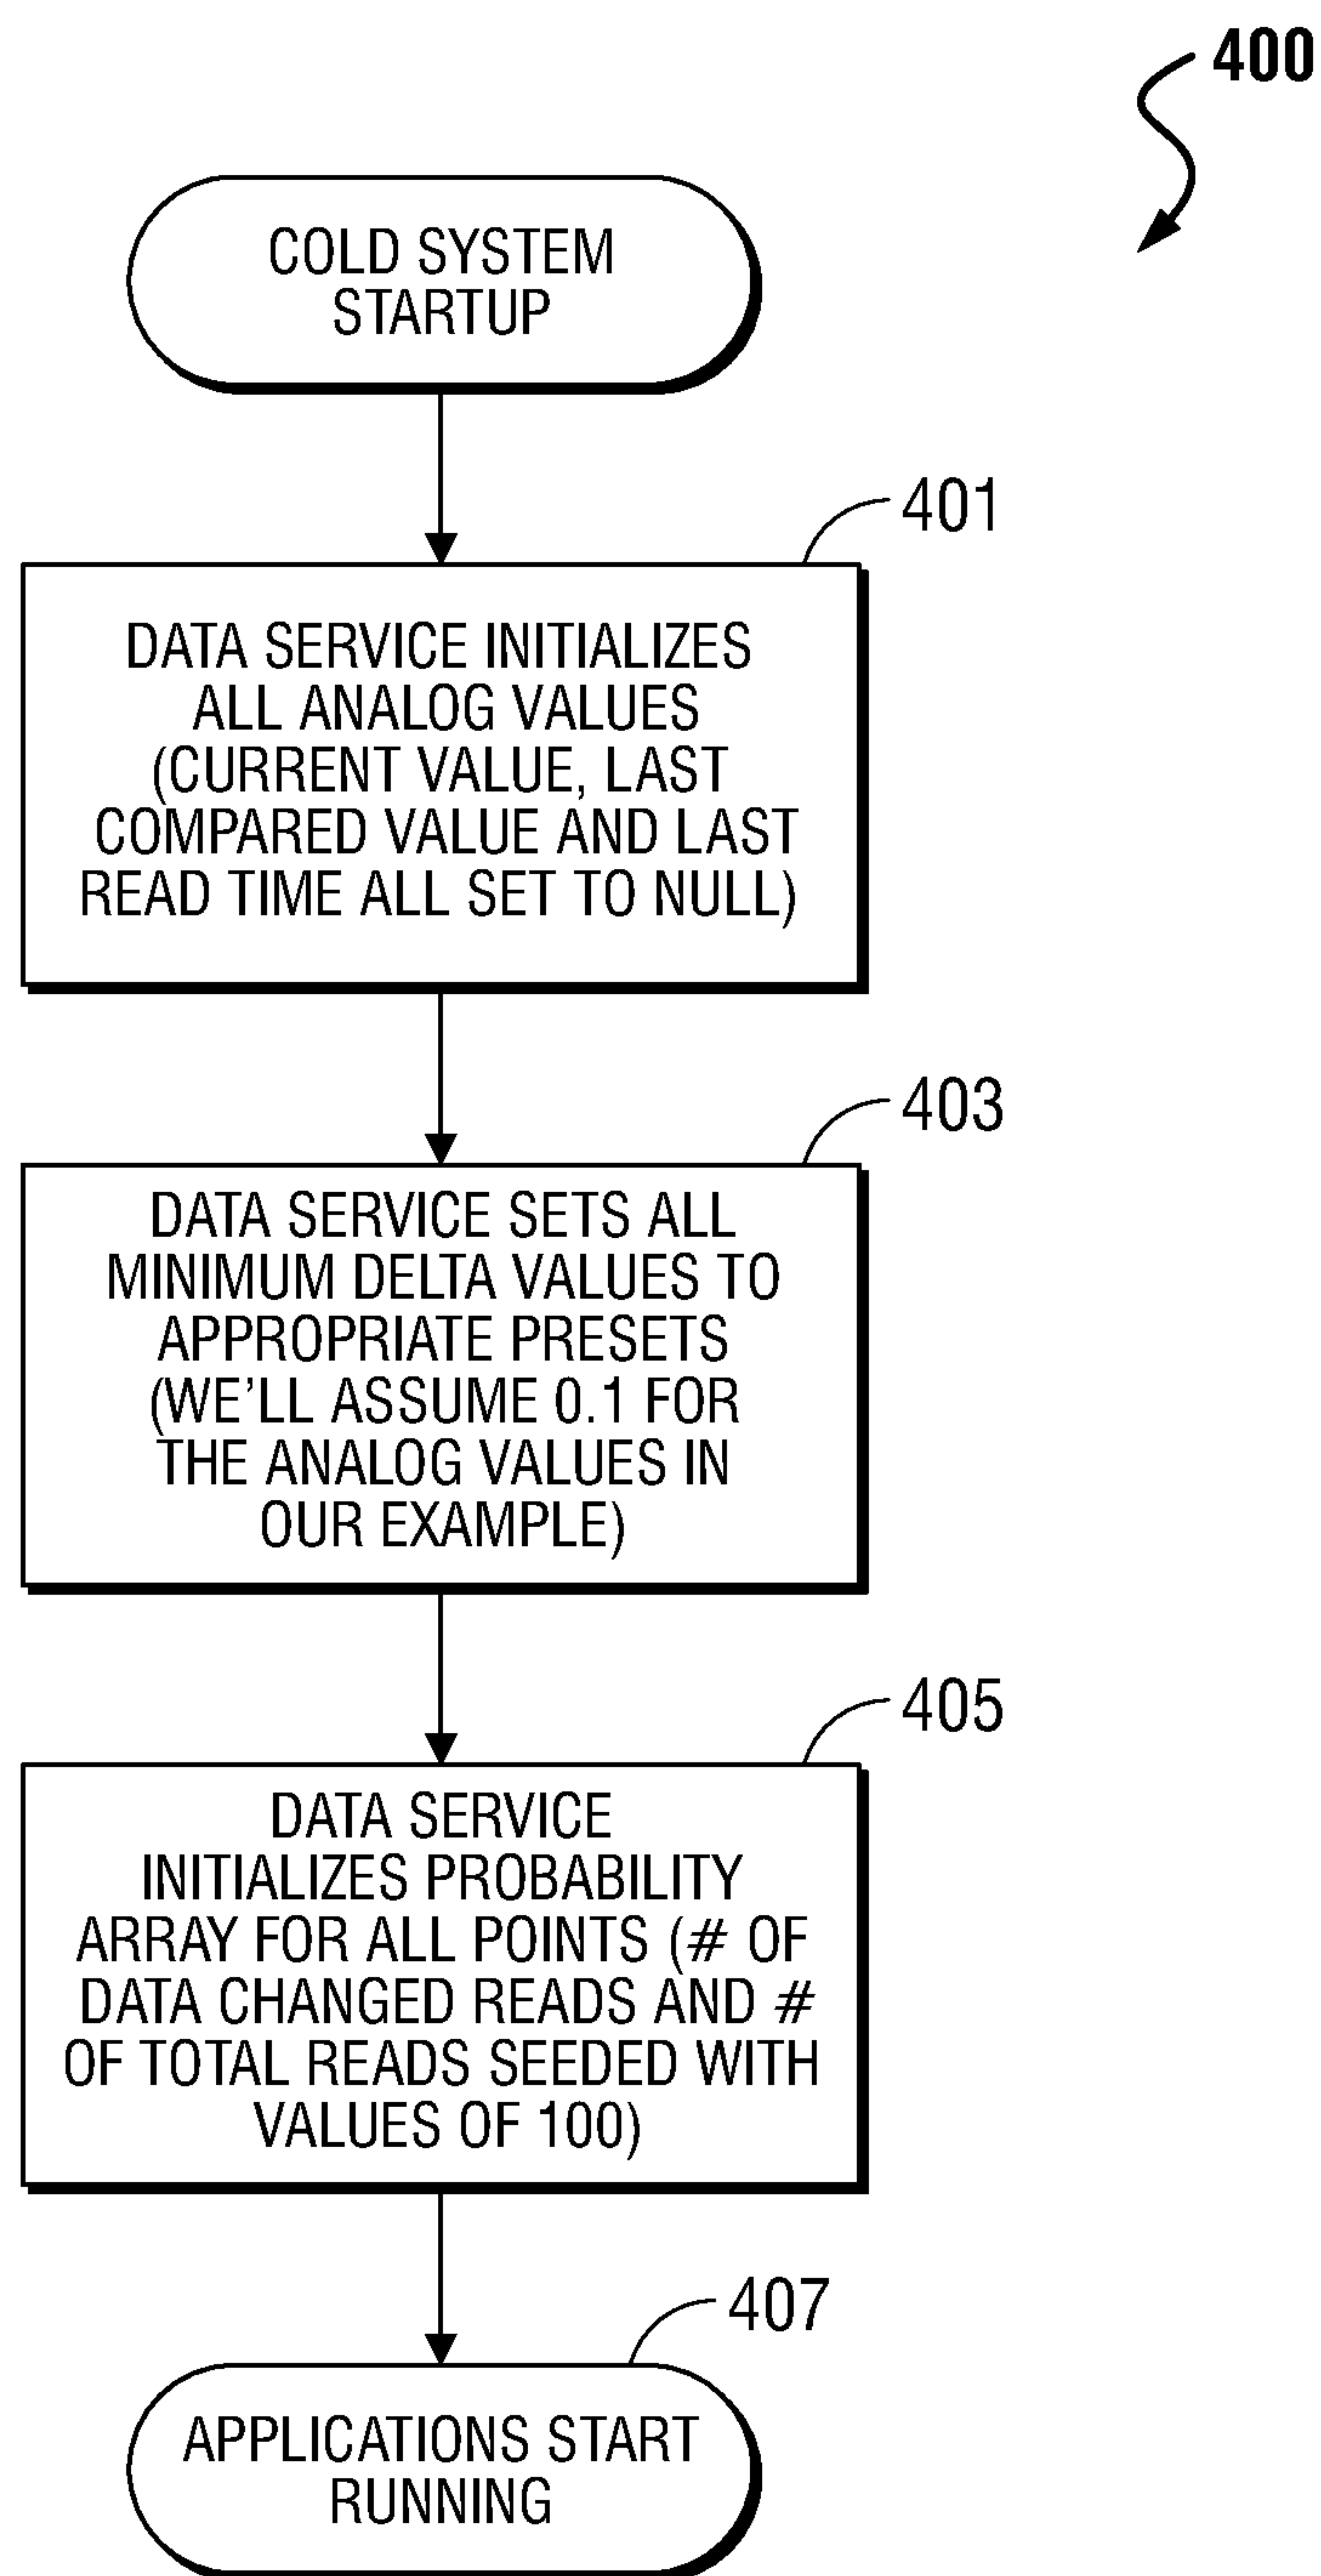 400
COLD SYSTEM
STARTUP
401
DATA SERVICE INITIALIZES
ALL ANALOG VALUES
(CURRENT VALUE, LAST
COMPARED VALUE AND LAST
READ TIME ALL SET TO NULL)
403
DATA SERVICE SETS ALL
MINIMUM DELTA VALUES TO
APPROPRIATE PRESETS
(WE'LL ASSUME 0.1 FOR
THE ANALOG VALUES IN
OUR EXAMPLE)
405
DATA SERVICE
INITIALIZES PROBABILITY
ARRAY FOR ALL POINTS (# OF
DATA CHANGED READS AND #
OF TOTAL READS SEEDED WITH
VALUES OF 100)
407
APPLICATIONS START
RUNNING